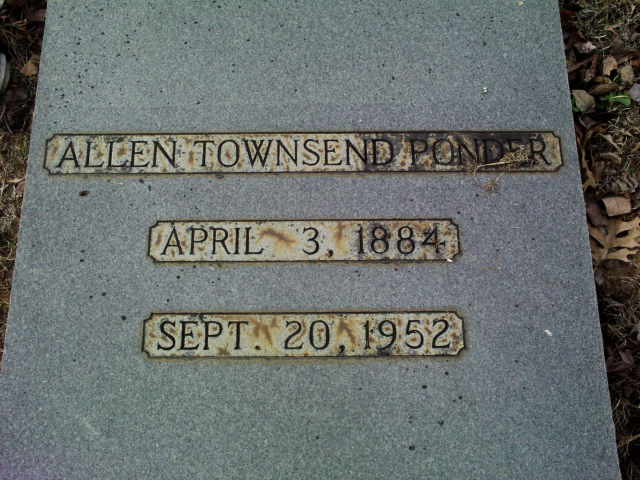 ALLEN TOWNSEND PONDER
APRIL 3, 1884
SEPT. 20, 1952